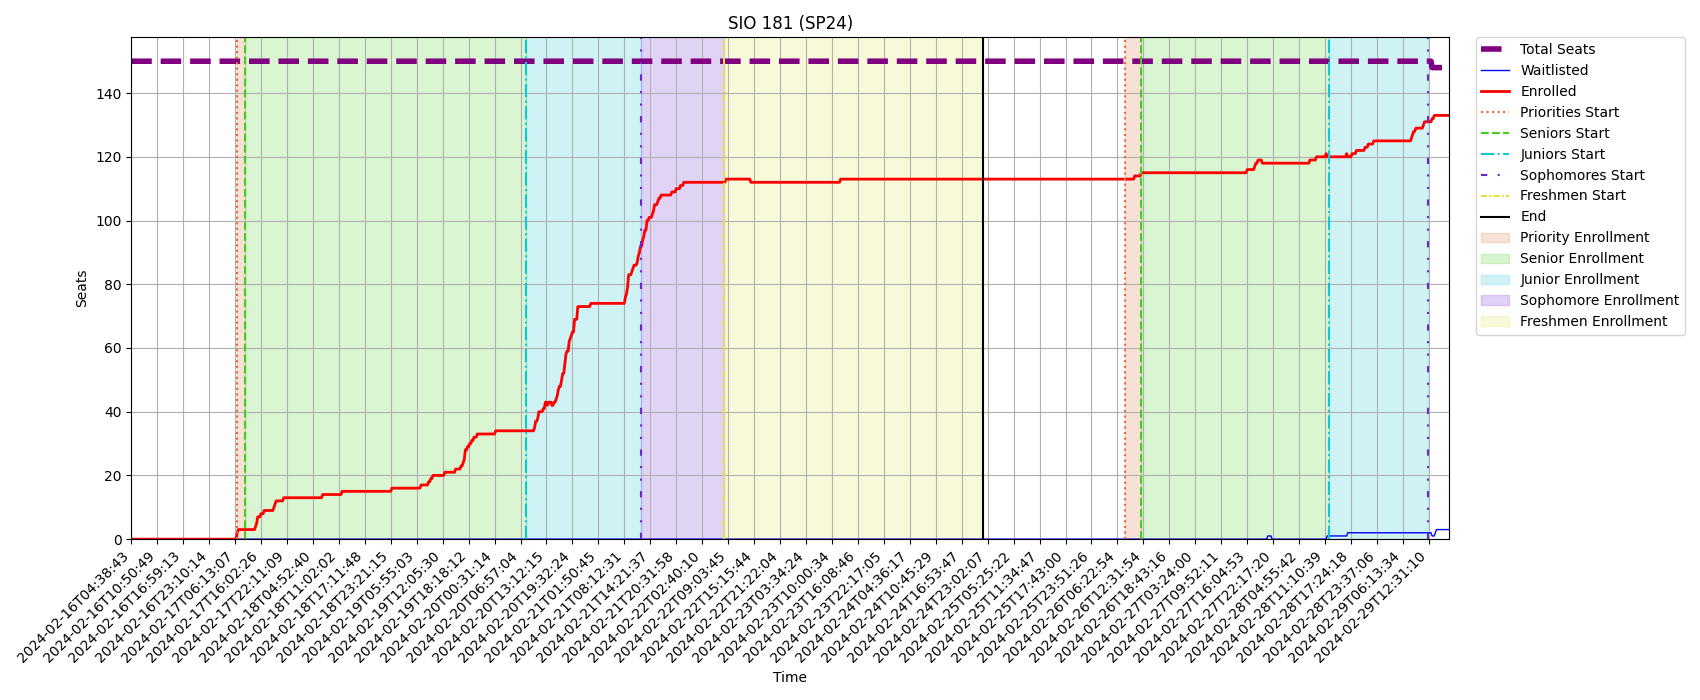 SIO 181 (SP24)
Seats
140
120
100
80
60
40
20
0
2024-02-16T04:38:43
2024-02-16T10:50:49
2024-02-16T16:59:13
2024-02-16T23:10:14
2024-02-17T06:13:07
2024-02-17T16:02:26
2024-02-17T22:11:09
2024-02-18T04:52:40
2024-02-18T11:02:02
2024-02-18T17:11:48
2024-02-18T23:21:15
2024-02-19T05:55:03
2024-02-19T12:05:30
2024-02-19T18:18:12
2024-02-20T00:31:14
2024-02-20T06:57:04
2024-02-20T13:12:15
2024-02-20T19:32:24
2024-02-21T01:50:45
2024-02-21T08:12:31
2024-02-21T14:21:37
2024-02-21T20:31:58
2024-02-22T02:40:10
2024-02-22T09:03:45
2024-02-22T15:15:44
2024-02-22T21:22:04
2024-02-23T03:24:28
2024-02-23T10:00:34
2024-02-23T16:08:46
2024-02-23T22:17:05
2024-02-24T04:36:17
2024-02-24T10:45:29
2024-02-24T16:53:47
2024-02-24T23:02:07
2024-02-25T05:25:22
2024-02-25T11:34:47
2024-02-25T17:43:00
2024-02-25T23:51:26
2024-02-26T06:22:54
2024-02-26T12:31:54
2024-02-26T18:43:16
2024-02-27T03:24:00
2024-02-27T09:52:11
2024-02-27T16:04:53
2024-02-27T22:17:20
2024-02-28T04:55:42
2024-02-28T11:10:39
2024-02-28T17:24:18
2024-02-28T23:37:06
2024-02-29T06:13:34
2024-02-29T12:31:10
Time
Total Seats
Waitlisted
Enrolled
Priorities Start
Seniors Start
Juniors Start
Sophomores Start
Freshmen Start
End
Priority Enrollment
Senior Enrollment
Junior Enrollment
Sophomore Enrollment
Freshmen Enrollment